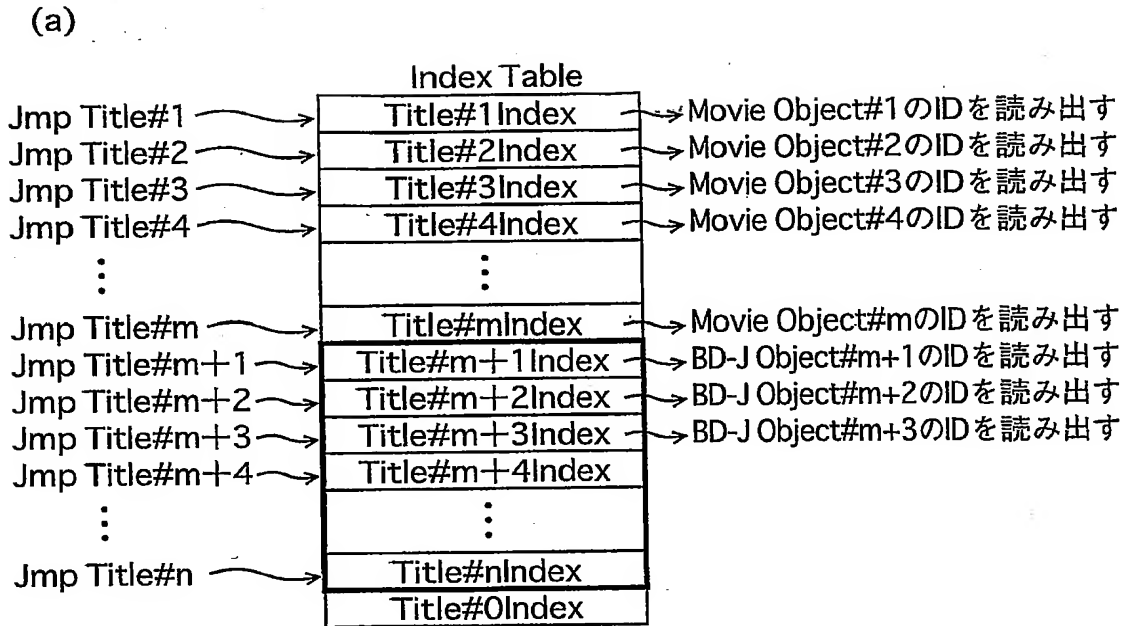 (a)
Index Table
Jmp Title#1 Title#1Index Movie Object#1のIDを読み出す
Jmp Title#2 Title#2Index Movie Object#2のIDを読み出す
Jmp Title#3 Title#3Index Movie Object#3のIDを読み出す
Jmp Title#4 Title#4Index Movie Object#4のIDを読み出す
⋮ ⋮
Jmp Title#m Title#mIndex Movie Object#mのIDを読み出す
Jmp Title#m+1 Title#m+1Index BD-J Object#m+1のIDを読み出す
Jmp Title#m+2 Title#m+2Index BD-J Object#m+2のIDを読み出す
Jmp Title#m+3 Title#m+3Index BD-J Object#m+3のIDを読み出す
Jmp Title#m+4 Title#m+4Index
⋮ ⋮
Jmp Title#n Title#nIndex
Title#0Index